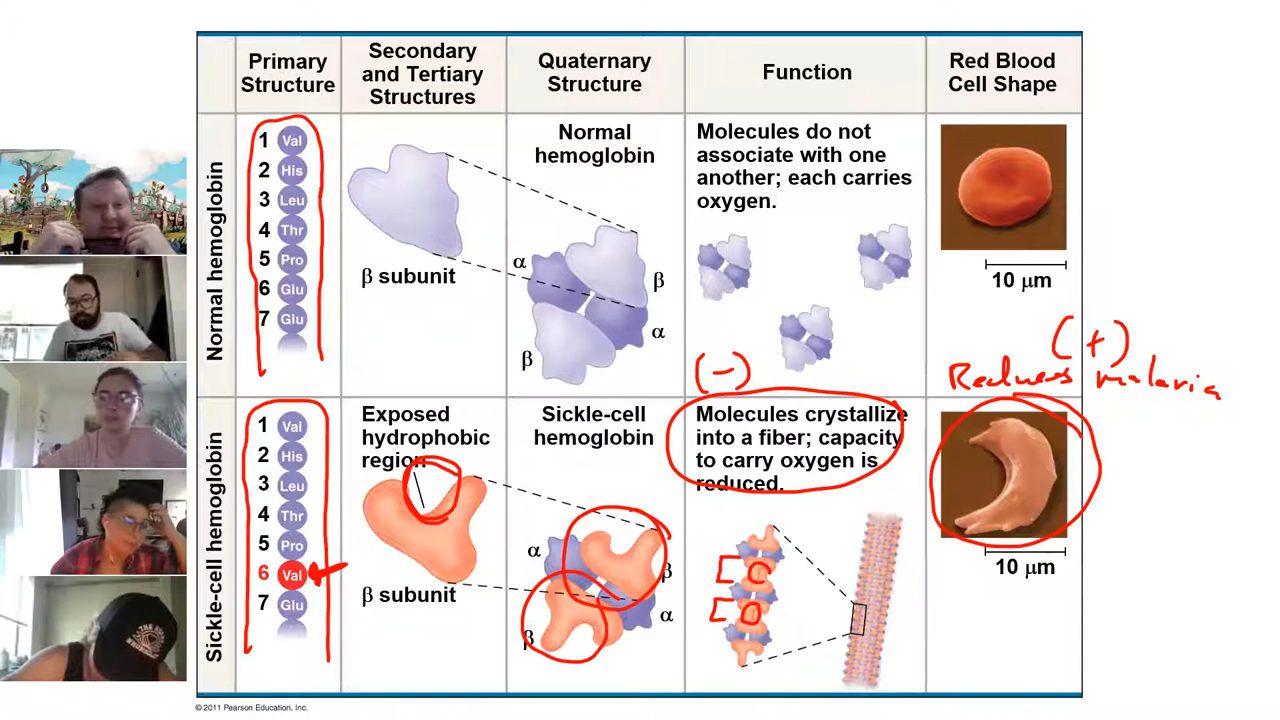 Primary
Structure
Secondary
and Tertiary
Structures
Quaternary
Structure
Function
Red Blood
Cell Shape
Normal hemoglobin
1 Val
2 His
3 Leu
4 Thr
5 Pro
6 Glu
7 Glu
β subunit
Normal
hemoglobin
α
β
α
β
Molecules do not
associate with one
another; each carries
oxygen.
10 μm
(-)
(+)
Reduces malaria
Sickle-cell hemoglobin
1 Val
2 His
3 Leu
4 Thr
5 Pro
6 Val
7 Glu
Exposed
hydrophobic
region
β subunit
Sickle-cell
hemoglobin
α
β
α
β
Molecules crystallize
into a fiber; capacity
to carry oxygen is
reduced.
10 μm
© 2011 Pearson Education, Inc.